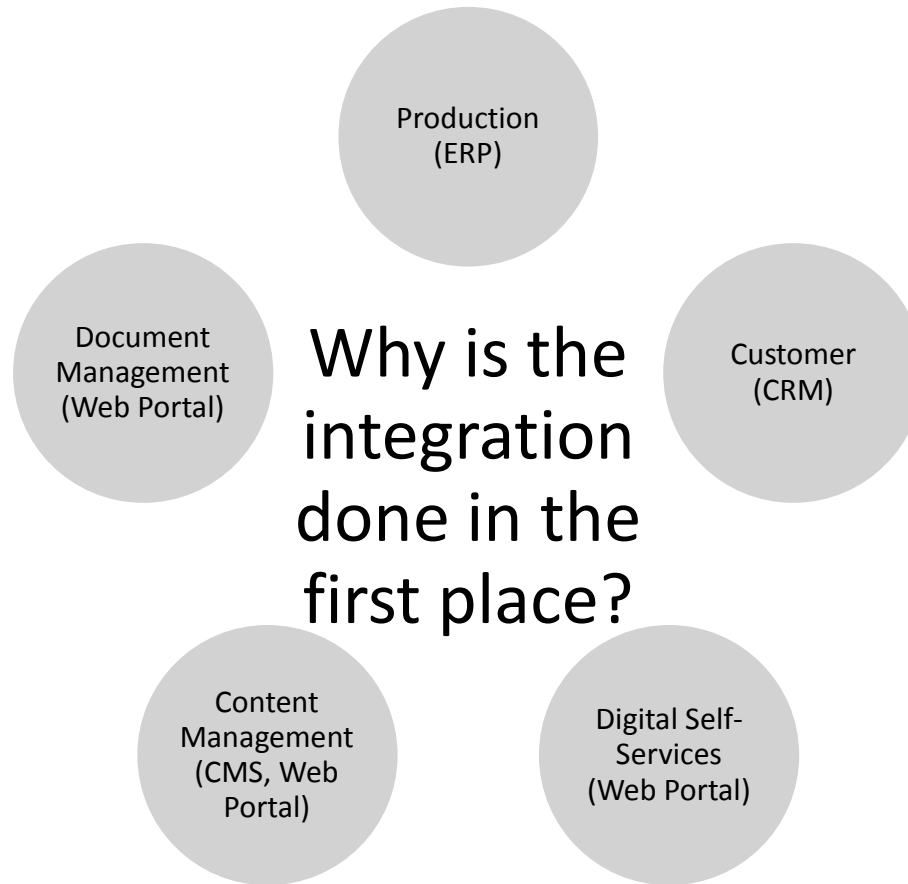 Production
(ERP)
Document
Management
(Web Portal)
Why is the
integration
done in the
first place?
Customer
(CRM)
Content
Management
(CMS, Web
Portal)
Digital Self-
Services
(Web Portal)